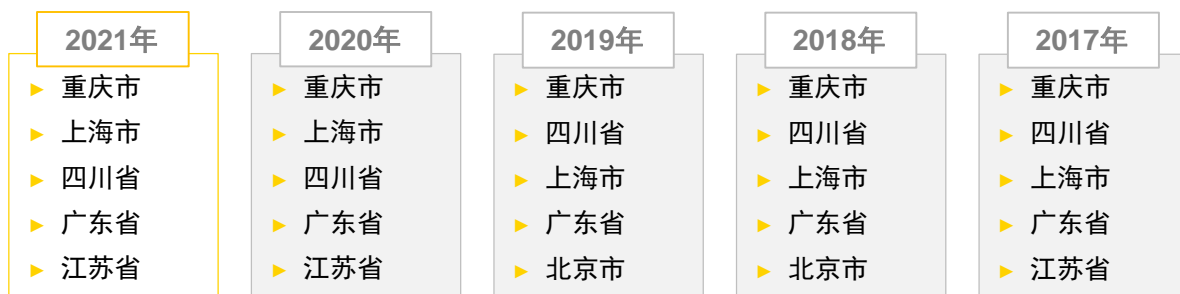 2021年
重庆市
上海市
四川省
广东省
江苏省
2020年
重庆市
上海市
四川省
广东省
江苏省
2019年
重庆市
四川省
上海市
广东省
北京市
2018年
重庆市
四川省
上海市
广东省
北京市
2017年
重庆市
四川省
上海市
广东省
江苏省